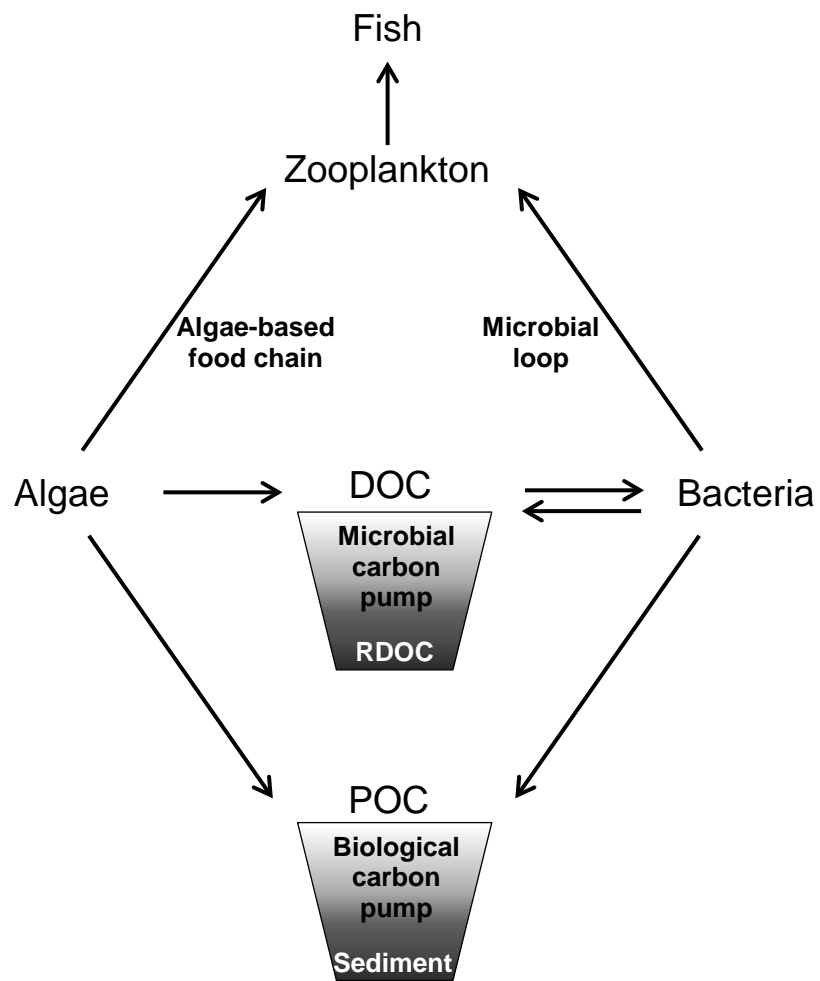 Fish
Zooplankton
Algae-based
food chain
Microbial
loop
Algae
DOC
Bacteria
Microbial
carbon
pump
RDOC
POC
Biological
carbon
pump
Sediment